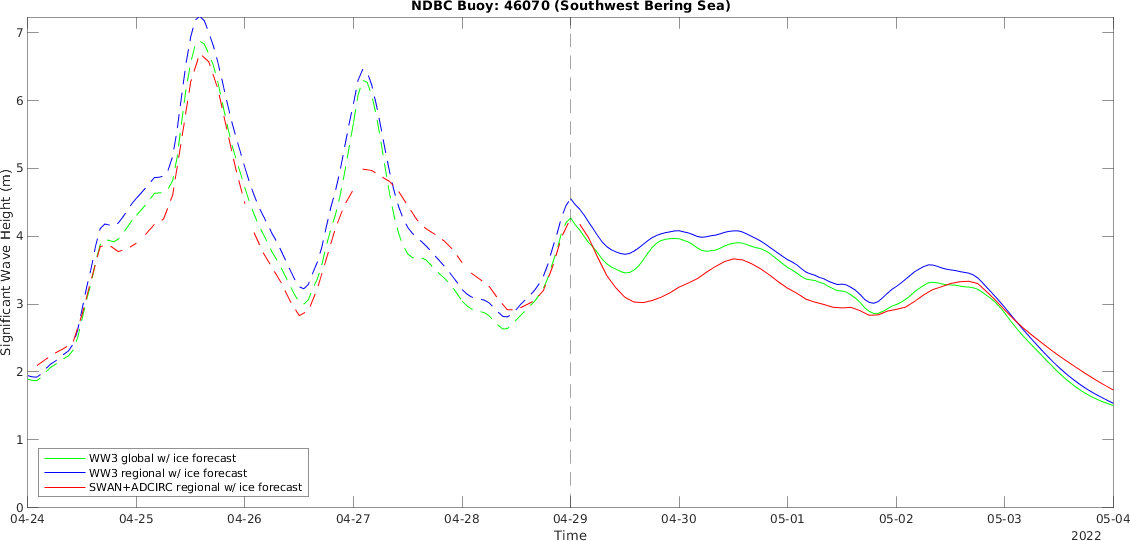 NDBC Buoy: 46070 (Southwest Bering Sea)
7
6
5
4
3
2
1
0
Significant Wave Height (m)
WW3 global w/ ice forecast
WW3 regional w/ ice forecast
SWAN+ADCIRC regional w/ ice forecast
04-24 04-25 04-26 04-27 04-28 04-29 04-30 05-01 05-02 05-03 05-04
Time
2022